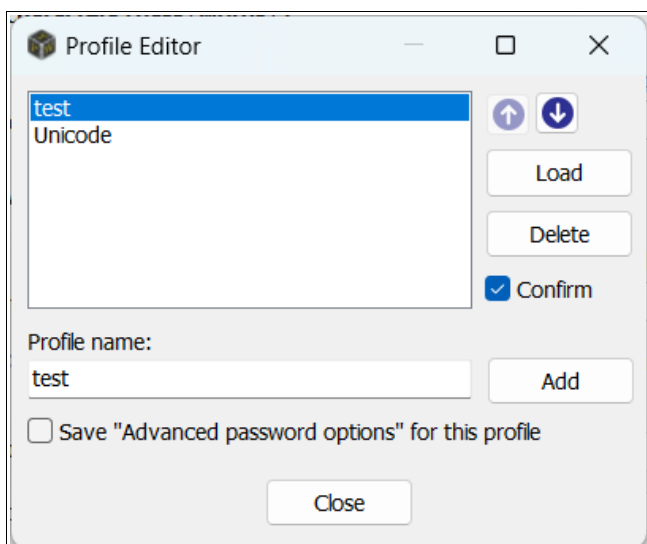 Profile Editor
test
Unicode
Load
Delete
Confirm
Profile name:
test
Add
Save "Advanced password options" for this profile
Close